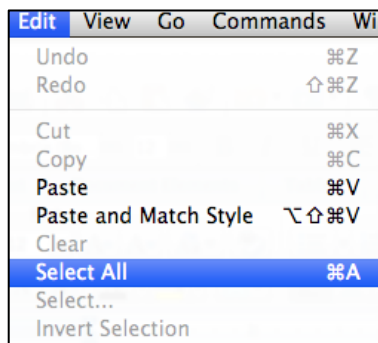 Edit View Go Commands Wi
Undo ⌘Z
Redo ⇧⌘Z
Cut ⌘X
Copy ⌘C
Paste ⌘V
Paste and Match Style ⌥⇧⌘V
Clear
Select All ⌘A
Select...
Invert Selection